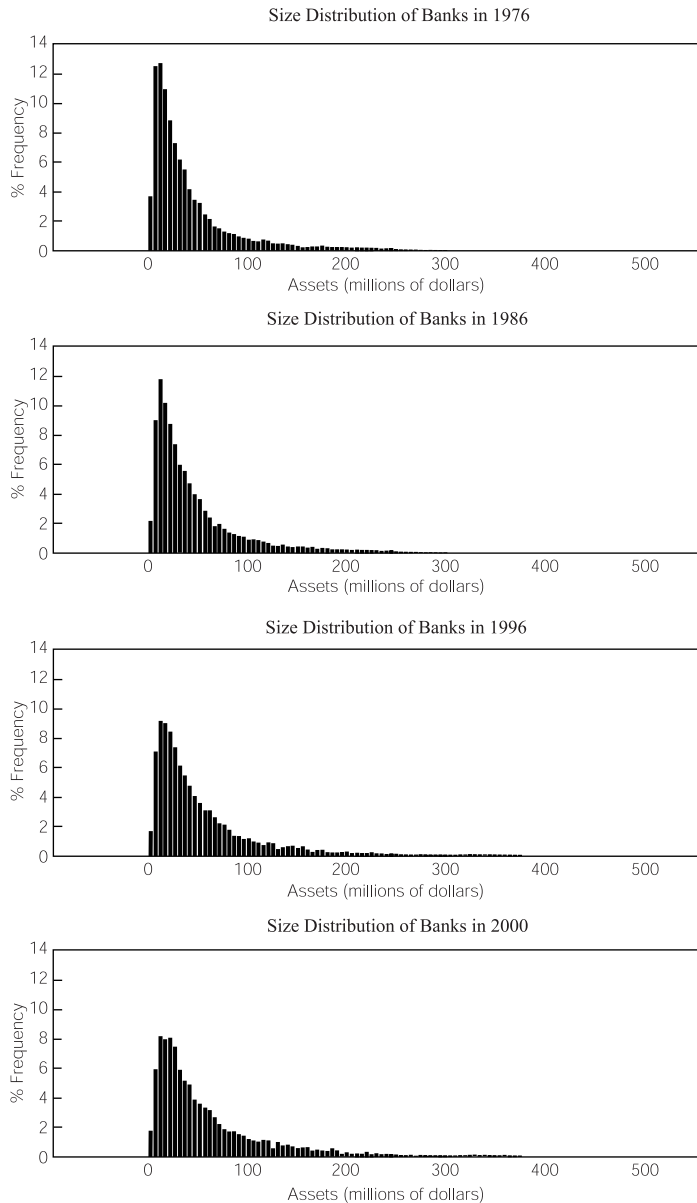 Size Distribution of Banks in 1976
14
12
10
8
6
4
2
0
% Frequency
0 100 200 300 400 500
Assets (millions of dollars)
Size Distribution of Banks in 1986
14
12
10
8
6
4
2
0
% Frequency
0 100 200 300 400 500
Assets (millions of dollars)
Size Distribution of Banks in 1996
14
12
10
8
6
4
2
0
% Frequency
0 100 200 300 400 500
Assets (millions of dollars)
Size Distribution of Banks in 2000
14
12
10
8
6
4
2
0
% Frequency
0 100 200 300 400 500
Assets (millions of dollars)